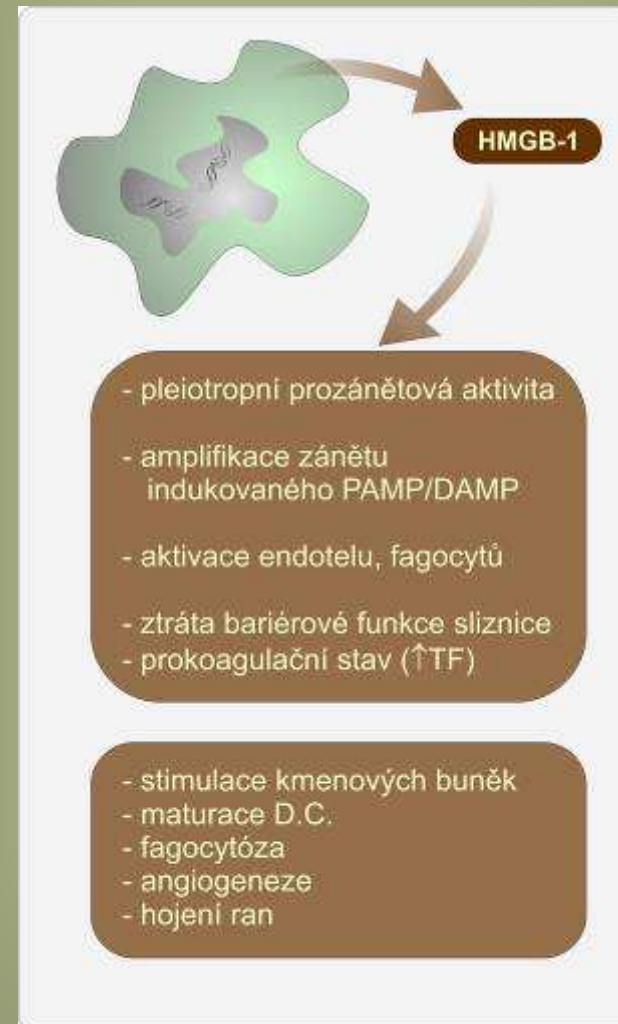 HMGB-1
- pleiotropní prozánětová aktivita
- amplifikace zánětu
indukovaného PAMP/DAMP
- aktivace endotelu, fagocytů
- ztráta bariérové funkce sliznice
- prokoagulační stav (↑TF)
- stimulace kmenových buněk
- maturace D.C.
- fagocytóza
- angiogeneze
- hojení ran